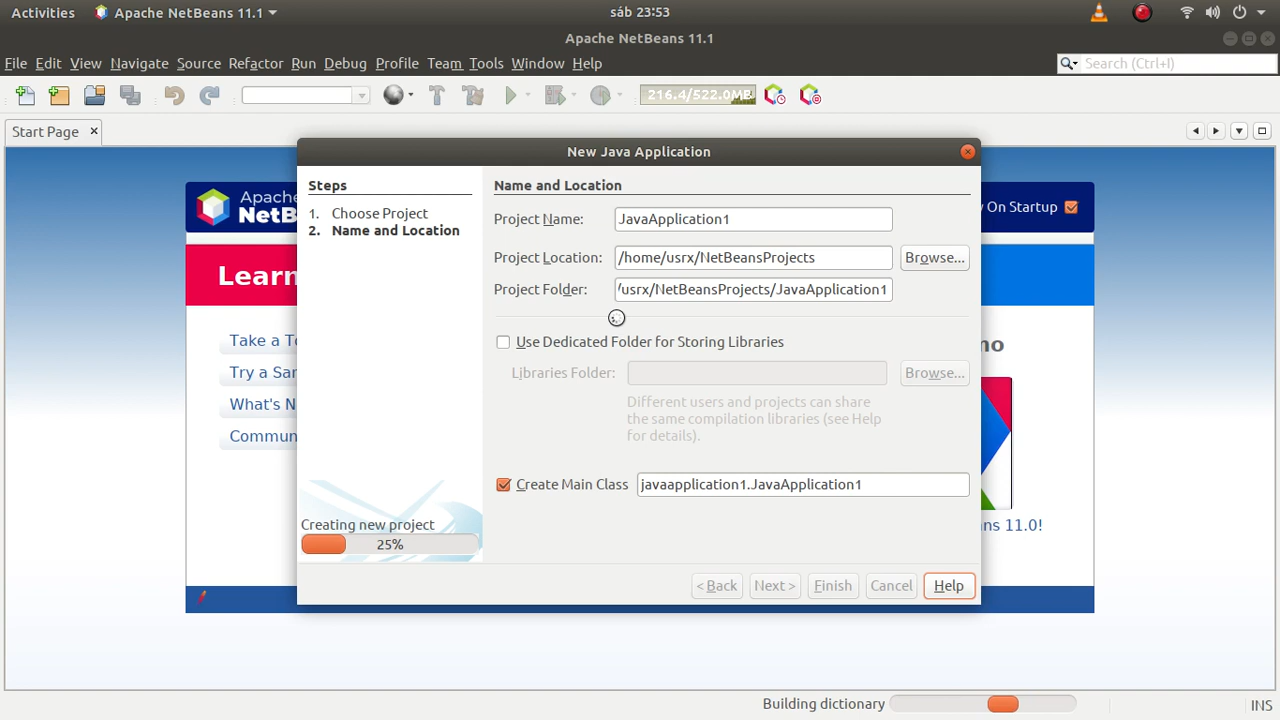 Activities Apache NetBeans 11.1 sáb 23:53
Apache NetBeans 11.1
File Edit View Navigate Source Refactor Run Debug Profile Team Tools Window Help Search (Ctrl+I)
216.4/522.0MB
Start Page
New Java Application
Steps
1. Choose Project
2. Name and Location
Name and Location
Project Name: JavaApplication1
Project Location: /home/usrx/NetBeansProjects Browse...
Project Folder: /usrx/NetBeansProjects/JavaApplication1
Use Dedicated Folder for Storing Libraries
Libraries Folder: Browse...
Different users and projects can share
the same compilation libraries (see Help
for details).
Create Main Class javaapplication1.JavaApplication1
Creating new project
25%
< Back Next > Finish Cancel Help
Apache
NetB
On Startup
Learn
Take a To
Try a Sa
What's N
Commun
no
ns 11.0!
Building dictionary INS